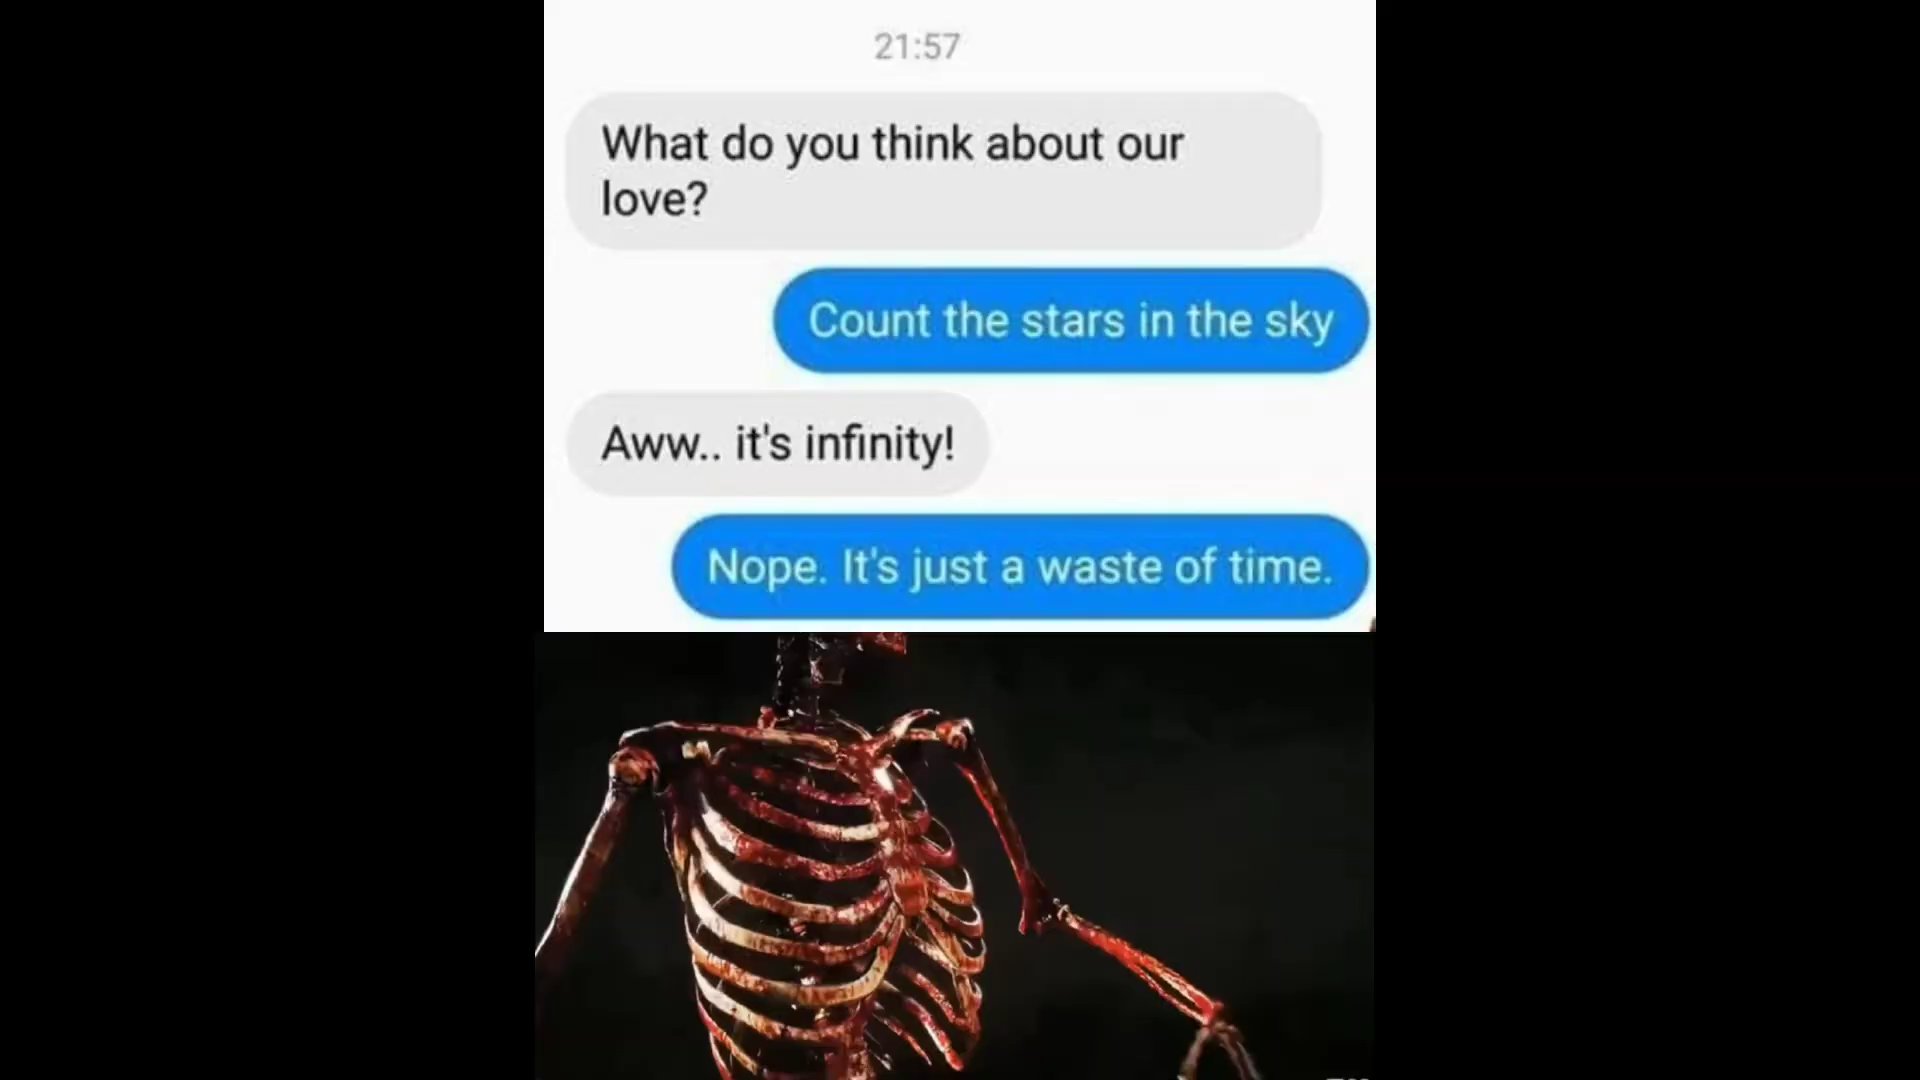 21:57
What do you think about our
love?
Count the stars in the sky
Aww.. it's infinity!
Nope. It's just a waste of time.